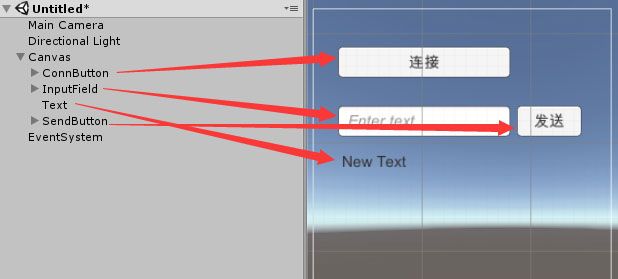 Untitled*
Main Camera
Directional Light
Canvas
ConnButton
InputField
Text
SendButton
EventSystem
连接
Enter text
发送
New Text